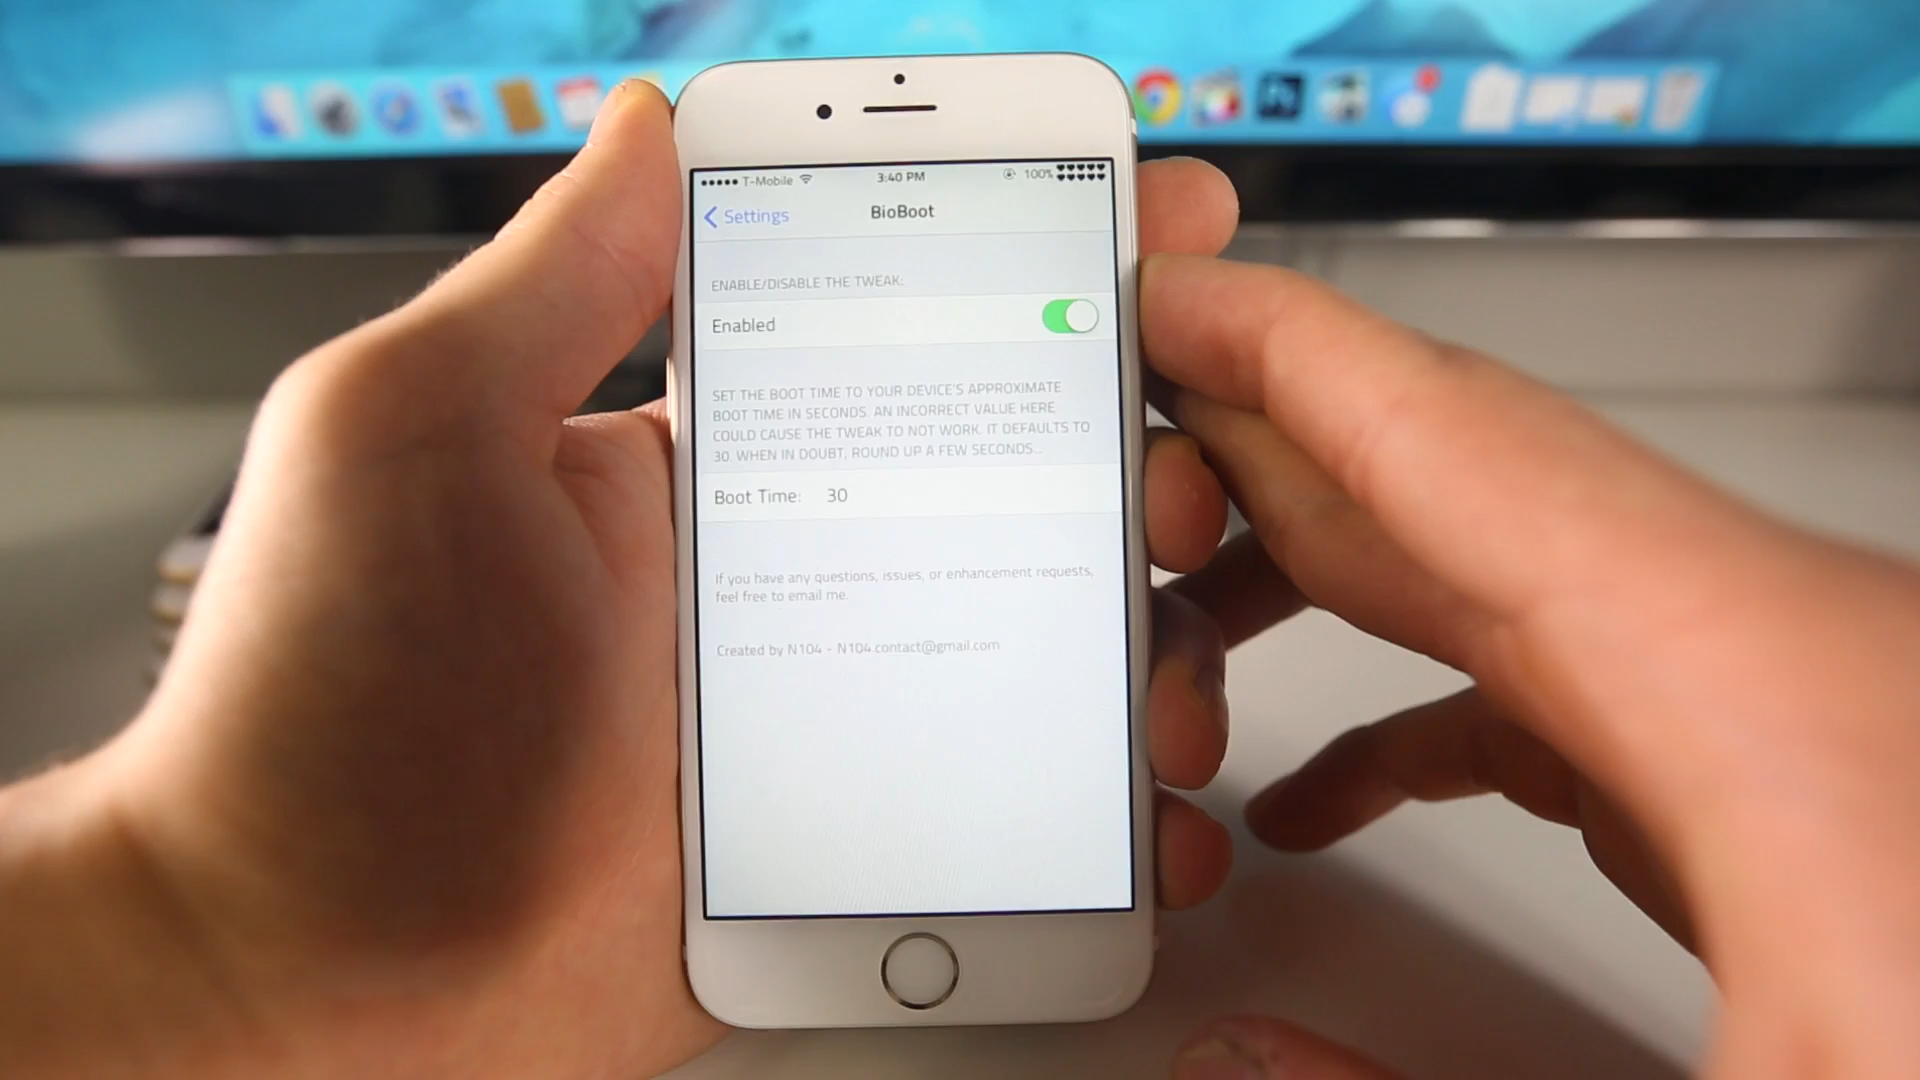 T-Mobile 3:40 PM 100%
Settings BioBoot
ENABLE/DISABLE THE TWEAK:
Enabled
SET THE BOOT TIME TO YOUR DEVICE'S APPROXIMATE
BOOT TIME IN SECONDS. AN INCORRECT VALUE HERE
COULD CAUSE THE TWEAK TO NOT WORK. IT DEFAULTS TO
30. WHEN IN DOUBT, ROUND UP A FEW SECONDS...
Boot Time: 30
If you have any questions, issues, or enhancement requests,
feel free to email me.
Created by N104 - N104.contact@gmail.com